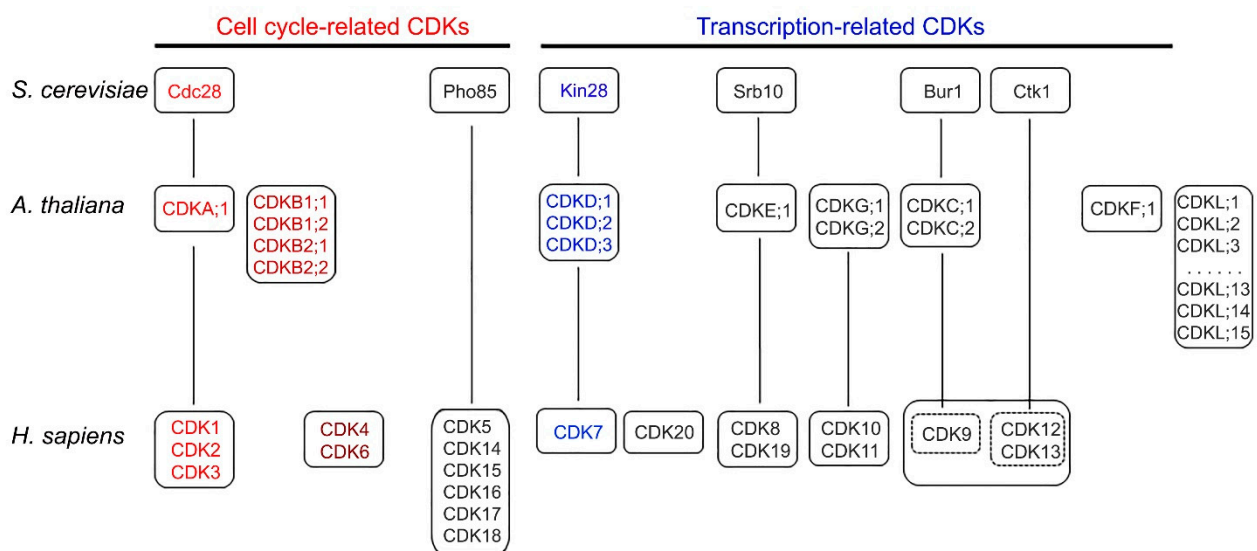 Cell cycle-related CDKs
Transcription-related CDKs
S. cerevisiae
Cdc28
Pho85
Kin28
Srb10
Bur1
Ctk1
A. thaliana
CDKA;1
CDKB1;1
CDKB1;2
CDKB2;1
CDKB2;2
CDKD;1
CDKD;2
CDKD;3
CDKE;1
CDKG;1
CDKG;2
CDKC;1
CDKC;2
CDKF;1
CDKL;1
CDKL;2
CDKL;3
. . . . . .
CDKL;13
CDKL;14
CDKL;15
H. sapiens
CDK1
CDK2
CDK3
CDK4
CDK6
CDK5
CDK14
CDK15
CDK16
CDK17
CDK18
CDK7
CDK20
CDK8
CDK19
CDK10
CDK11
CDK9
CDK12
CDK13